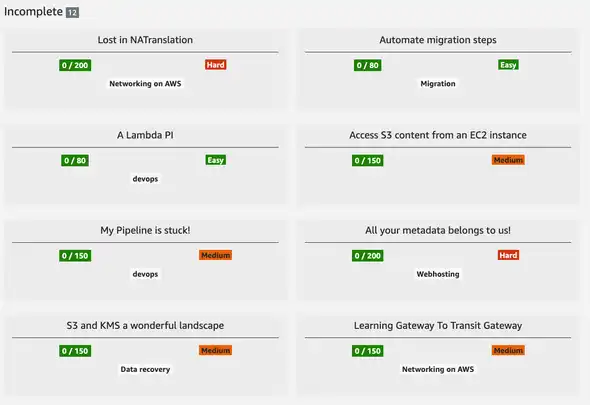 Incomplete 12
Lost in NATranslation
0 / 200 Hard
Networking on AWS
Automate migration steps
0 / 80 Easy
Migration
A Lambda PI
0 / 80 Easy
devops
Access S3 content from an EC2 instance
0 / 150 Medium
My Pipeline is stuck!
0 / 150 Medium
devops
All your metadata belongs to us!
0 / 200 Hard
Webhosting
S3 and KMS a wonderful landscape
0 / 150 Medium
Data recovery
Learning Gateway To Transit Gateway
0 / 150 Medium
Networking on AWS